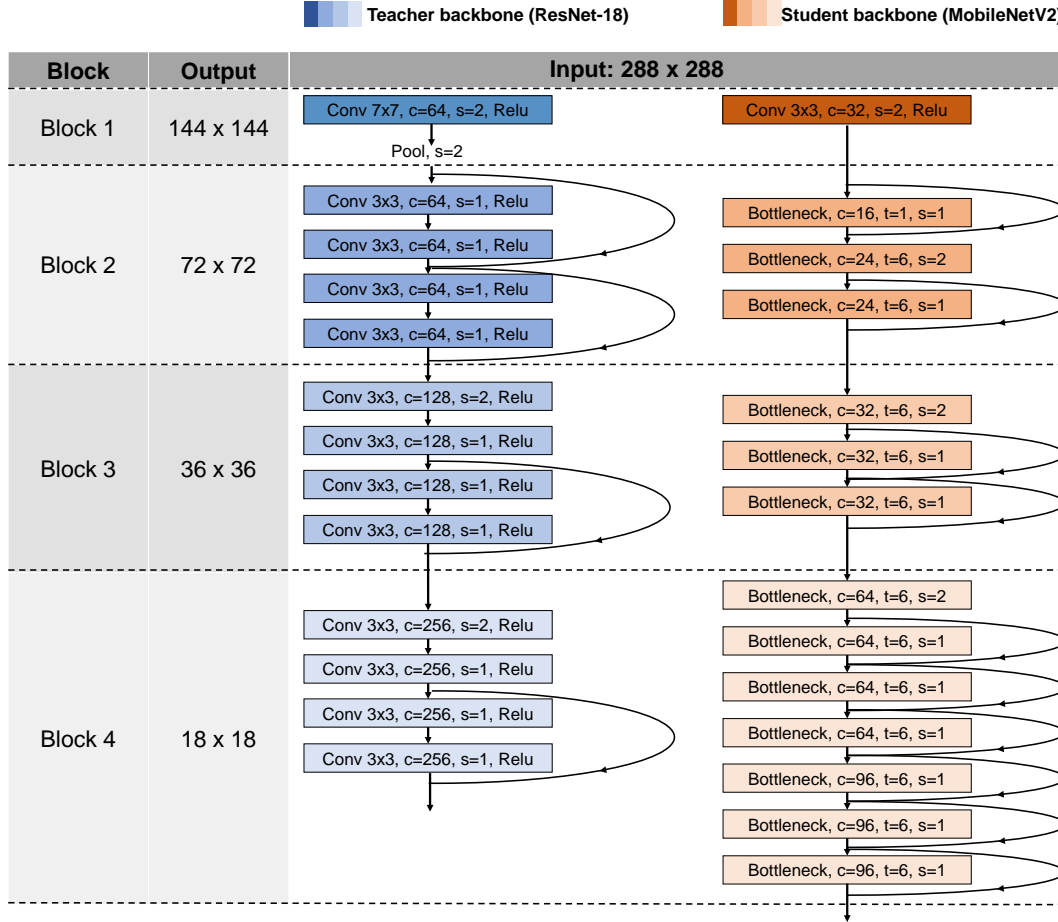 Teacher backbone (ResNet-18)
Student backbone (MobileNetV2)
Block
Output
Input: 288 x 288
Block 1
144 x 144
Conv 7x7, c=64, s=2, Relu
Pool, s=2
Conv 3x3, c=32, s=2, Relu
Block 2
72 x 72
Conv 3x3, c=64, s=1, Relu
Conv 3x3, c=64, s=1, Relu
Conv 3x3, c=64, s=1, Relu
Conv 3x3, c=64, s=1, Relu
Bottleneck, c=16, t=1, s=1
Bottleneck, c=24, t=6, s=2
Bottleneck, c=24, t=6, s=1
Block 3
36 x 36
Conv 3x3, c=128, s=2, Relu
Conv 3x3, c=128, s=1, Relu
Conv 3x3, c=128, s=1, Relu
Conv 3x3, c=128, s=1, Relu
Bottleneck, c=32, t=6, s=2
Bottleneck, c=32, t=6, s=1
Bottleneck, c=32, t=6, s=1
Block 4
18 x 18
Conv 3x3, c=256, s=2, Relu
Conv 3x3, c=256, s=1, Relu
Conv 3x3, c=256, s=1, Relu
Conv 3x3, c=256, s=1, Relu
Bottleneck, c=64, t=6, s=2
Bottleneck, c=64, t=6, s=1
Bottleneck, c=64, t=6, s=1
Bottleneck, c=64, t=6, s=1
Bottleneck, c=96, t=6, s=1
Bottleneck, c=96, t=6, s=1
Bottleneck, c=96, t=6, s=1